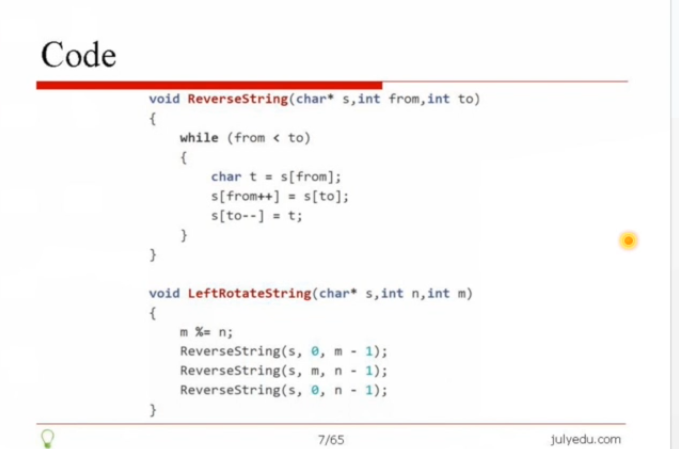 Code
void ReverseString(char* s,int from,int to)
{
while (from < to)
{
char t = s[from];
s[from++] = s[to];
s[to--] = t;
}
}
void LeftRotateString(char* s,int n,int m)
{
m %= n;
ReverseString(s, 0, m - 1);
ReverseString(s, m, n - 1);
ReverseString(s, 0, n - 1);
}
7/65
julyedu.com